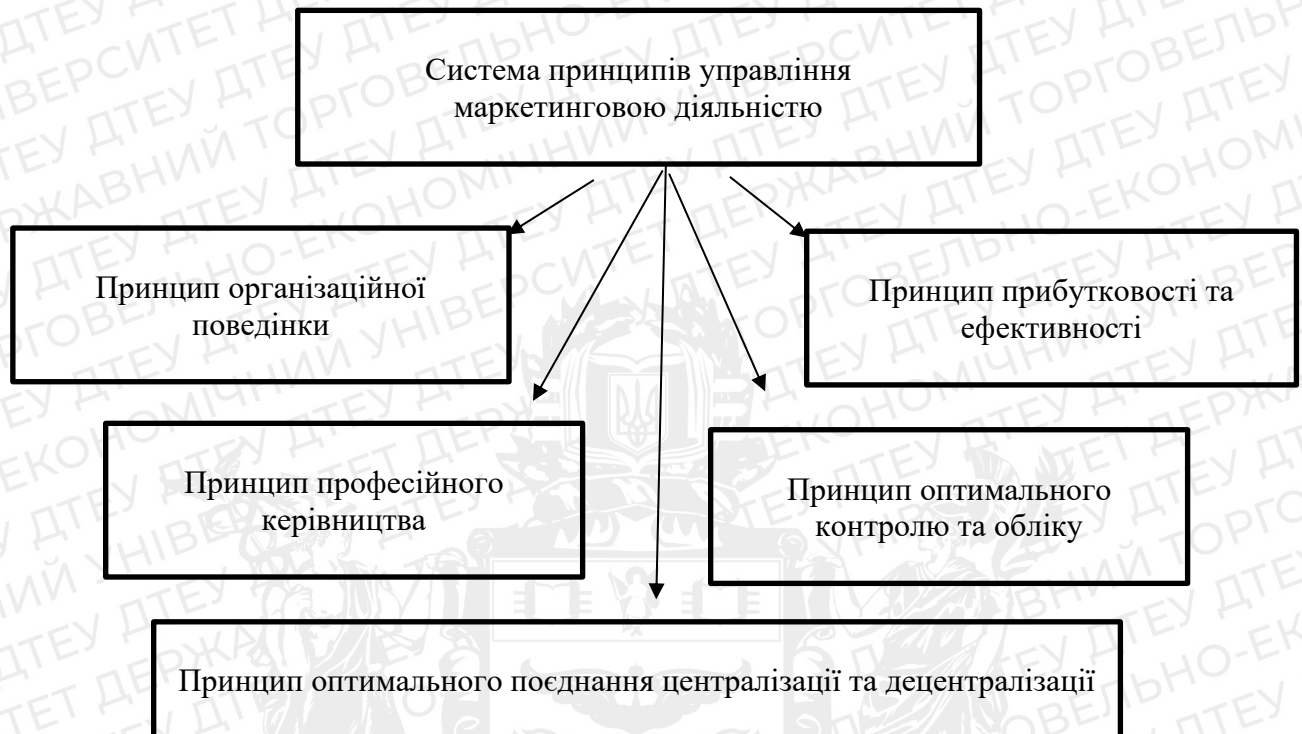 Система принципів управління
маркетинговою діяльністю
Принцип організаційної
поведінки
Принцип прибутковості та
ефективності
Принцип професійного
керівництва
Принцип оптимального
контролю та обліку
Принцип оптимального поєднання централізації та децентралізації